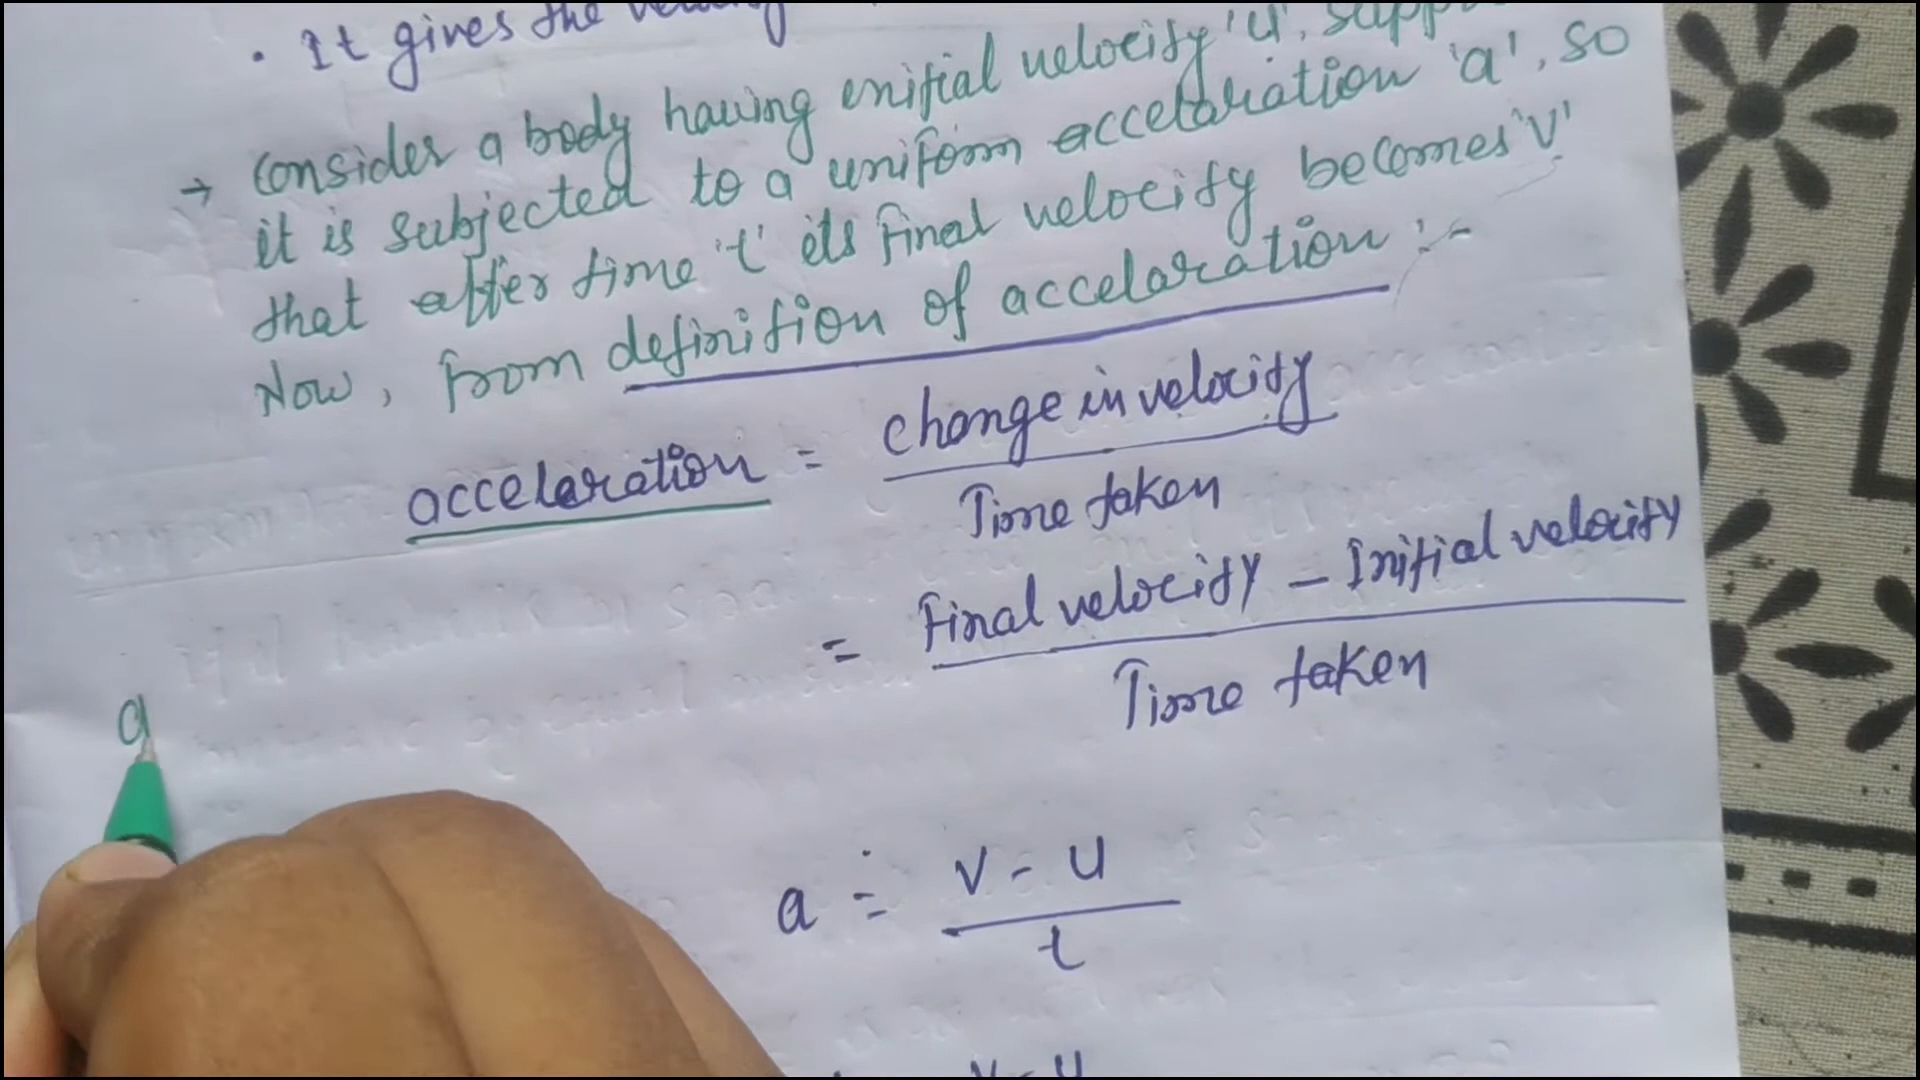 · It gives the velocity
→ consider a body having initial velocity 'u', suppose
it is subjected to a uniform accelaration 'a', so
that after time 't' its final velocity becomes 'v'
Now, from definition of accelaration :-
acceleration = change in velocity
Time taken
= Final velocity – Initial velocity
Time taken
a
a = v - u
t
v - u